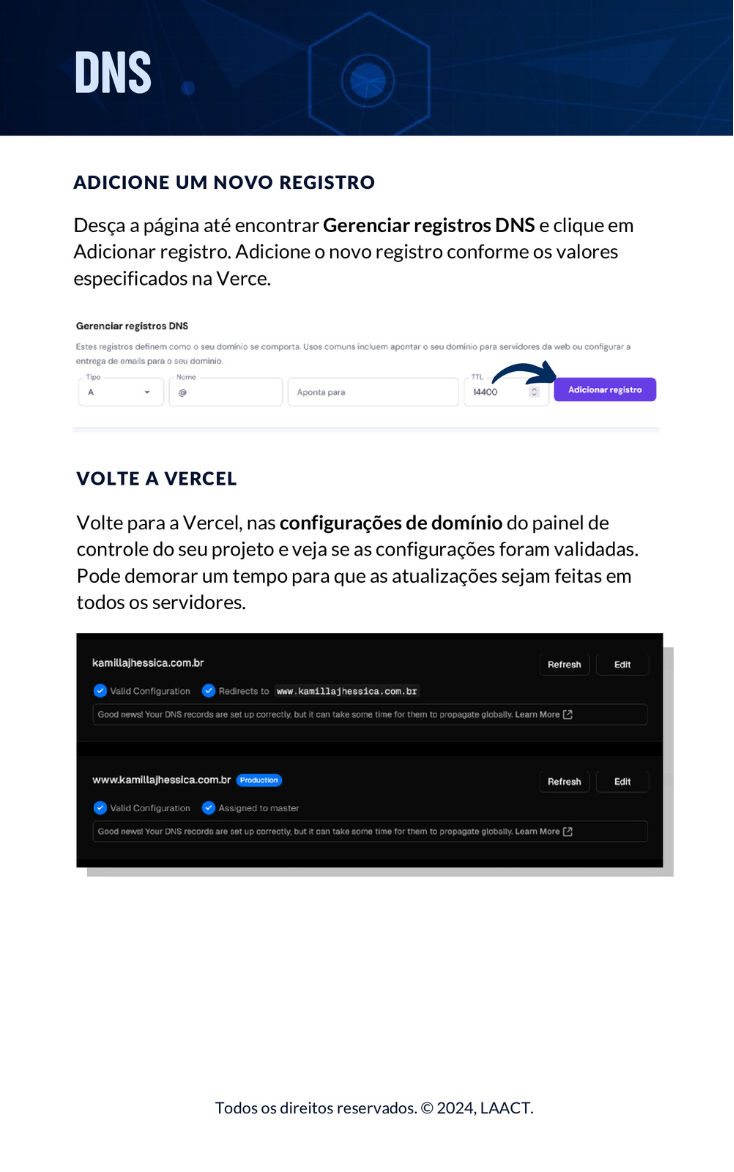 DNS
ADICIONE UM NOVO REGISTRO
Desça a página até encontrar Gerenciar registros DNS e clique em
Adicionar registro. Adicione o novo registro conforme os valores
especificados na Verce.
Gerenciar registros DNS
Estes registros definem como o seu domínio se comporta. Usos comuns incluem apontar o seu domínio para servidores da web ou configurar a
entrega de emails para o seu domínio.
Tipo Nome TTL
A @ Aponta para 14400 Adicionar registro
VOLTE A VERCEL
Volte para a Vercel, nas configurações de domínio do painel de
controle do seu projeto e veja se as configurações foram validadas.
Pode demorar um tempo para que as atualizações sejam feitas em
todos os servidores.
kamillajhessica.com.br Refresh Edit
Valid Configuration Redirects to www.kamillajhessica.com.br
Good news! Your DNS records are set up correctly, but it can take some time for them to propagate globally. Learn More
www.kamillajhessica.com.br Production Refresh Edit
Valid Configuration Assigned to master
Good news! Your DNS records are set up correctly, but it can take some time for them to propagate globally. Learn More
Todos os direitos reservados. © 2024, LAACT.